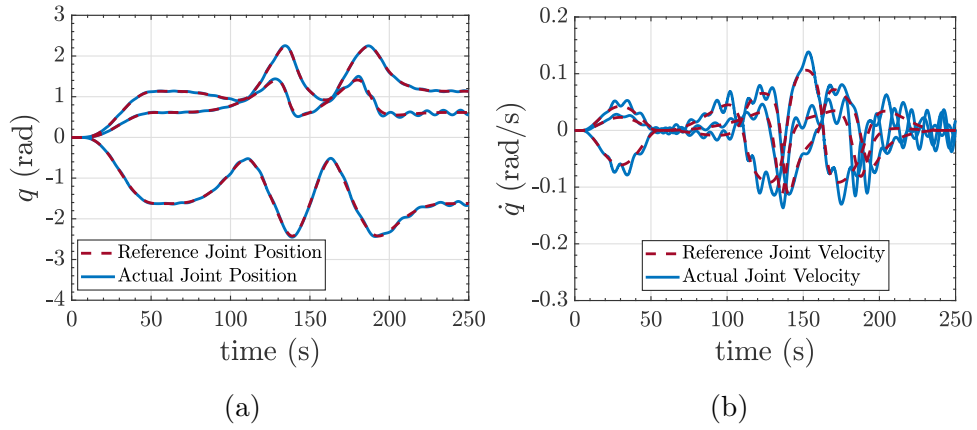 3
2
1
0
-1
-2
-3
-4
q (rad)
Reference Joint Position
Actual Joint Position
0 50 100 150 200 250
time (s)
(a)
0.2
0.1
0
-0.1
-0.2
-0.3
q̇ (rad/s)
Reference Joint Velocity
Actual Joint Velocity
0 50 100 150 200 250
time (s)
(b)